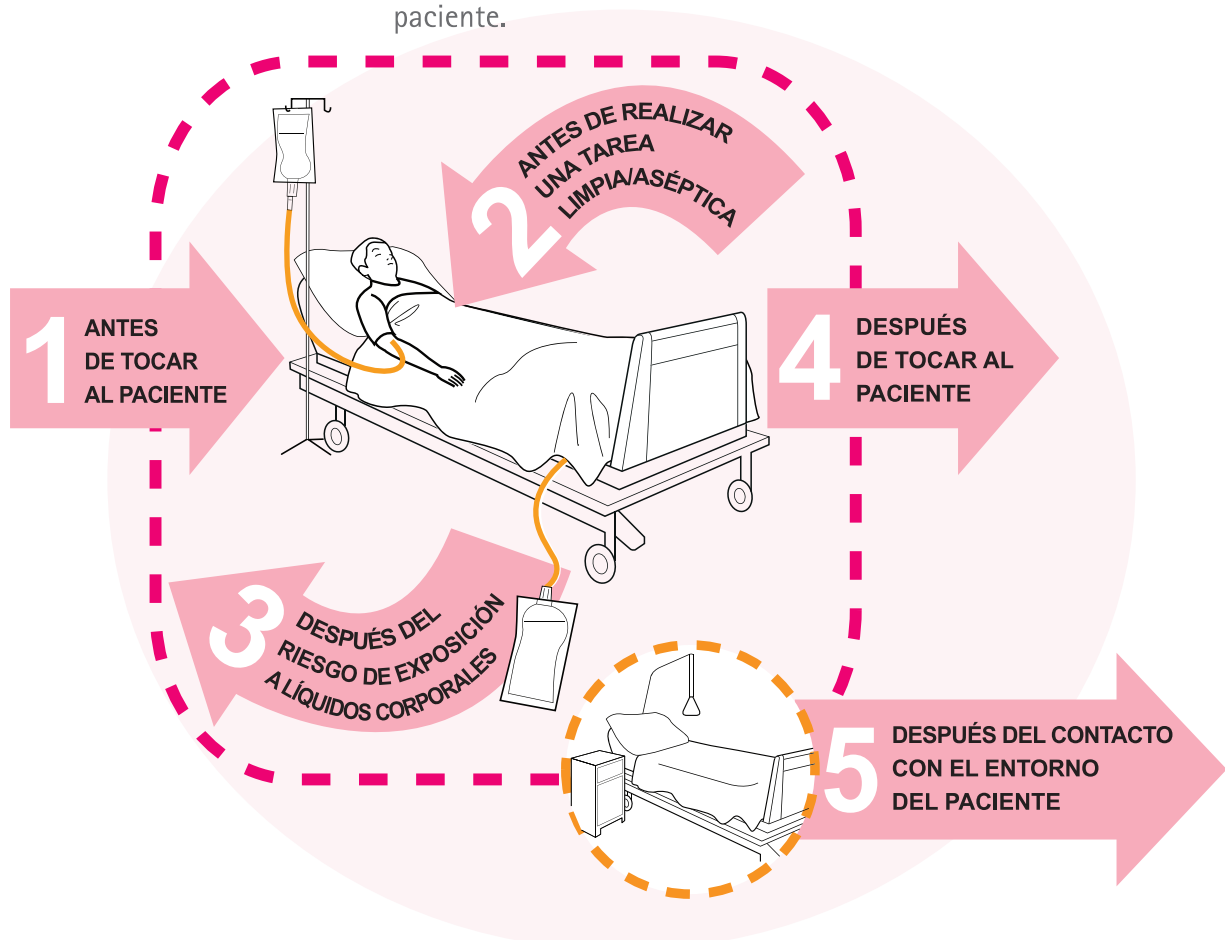 paciente.
1
ANTES
DE TOCAR
AL PACIENTE
2
ANTES DE REALIZAR
UNA TAREA
LIMPIA/ASÉPTICA
3
DESPUÉS DEL
RIESGO DE EXPOSICIÓN
A LÍQUIDOS CORPORALES
4
DESPUÉS
DE TOCAR AL
PACIENTE
5
DESPUÉS DEL CONTACTO
CON EL ENTORNO
DEL PACIENTE